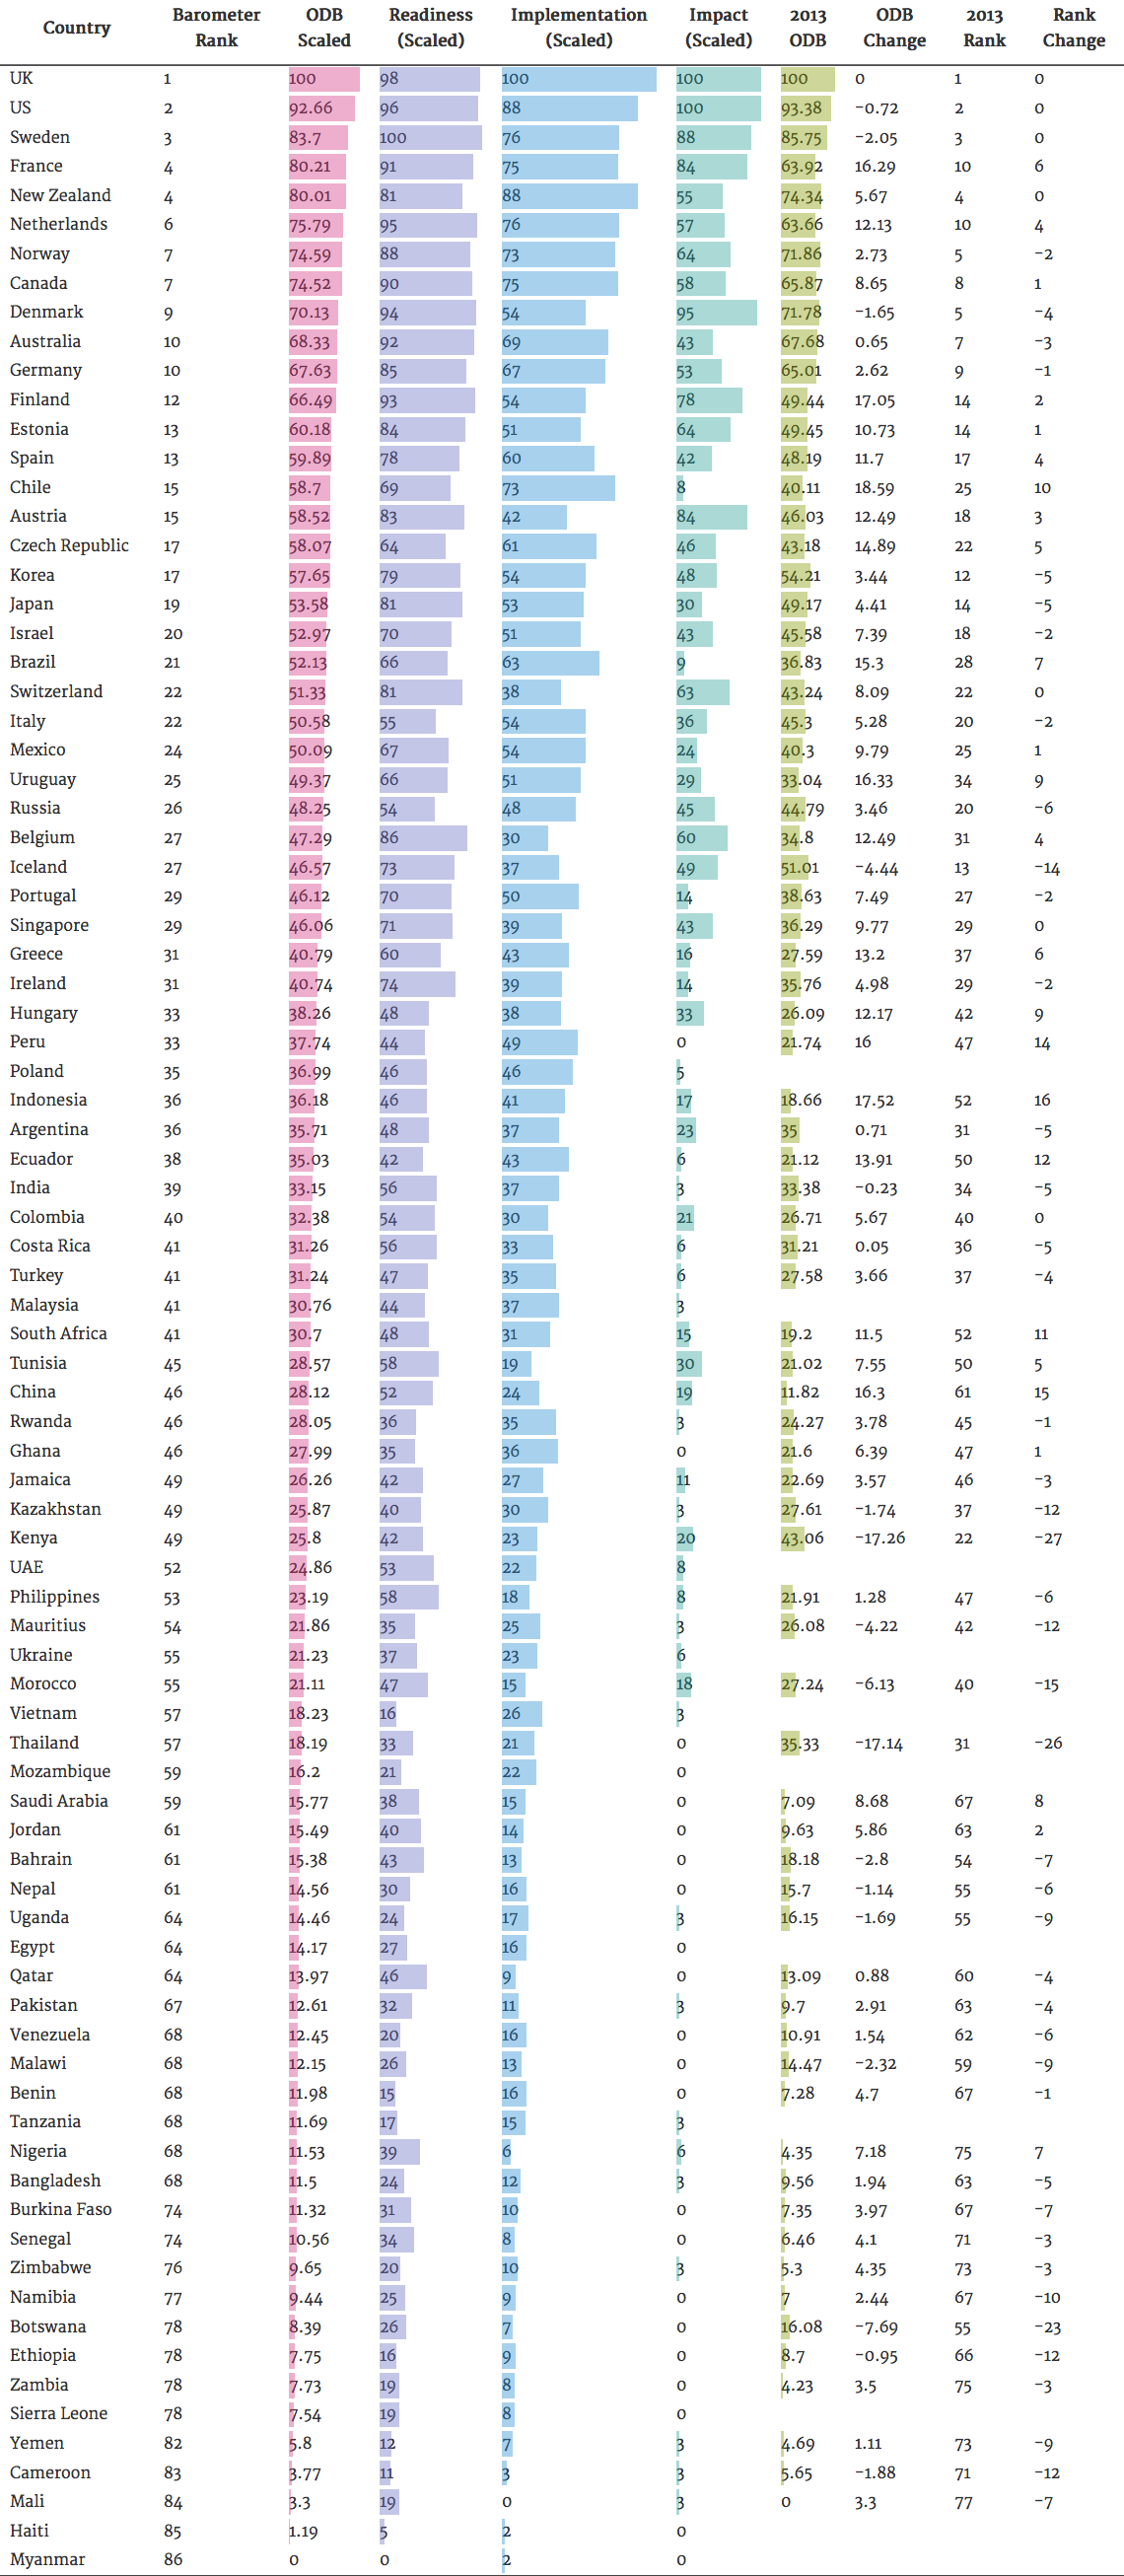 Country Barometer Rank ODB Scaled Readiness (Scaled) Implementation (Scaled) Impact (Scaled) 2013 ODB ODB Change 2013 Rank Rank Change
UK 1 100 98 100 100 100 0 1 0
US 2 92.66 96 88 100 93.38 -0.72 2 0
Sweden 3 83.7 100 76 88 85.75 -2.05 3 0
France 4 80.21 91 75 84 63.92 16.29 10 6
New Zealand 4 80.01 81 88 55 74.34 5.67 4 0
Netherlands 6 75.79 95 76 57 63.66 12.13 10 4
Norway 7 74.59 88 73 64 71.86 2.73 5 -2
Canada 7 74.52 90 75 58 65.87 8.65 8 1
Denmark 9 70.13 94 54 95 71.78 -1.65 5 -4
Australia 10 68.33 92 69 43 67.68 0.65 7 -3
Germany 10 67.63 85 67 53 65.01 2.62 9 -1
Finland 12 66.49 93 54 78 49.44 17.05 14 2
Estonia 13 60.18 84 51 64 49.45 10.73 14 1
Spain 13 59.89 78 60 42 48.19 11.7 17 4
Chile 15 58.7 69 73 8 40.11 18.59 25 10
Austria 15 58.52 83 42 84 46.03 12.49 18 3
Czech Republic 17 58.07 64 61 46 43.18 14.89 22 5
Korea 17 57.65 79 54 48 54.21 3.44 12 -5
Japan 19 53.58 81 53 30 49.17 4.41 14 -5
Israel 20 52.97 70 51 43 45.58 7.39 18 -2
Brazil 21 52.13 66 63 9 36.83 15.3 28 7
Switzerland 22 51.33 81 38 63 43.24 8.09 22 0
Italy 22 50.58 55 54 36 45.3 5.28 20 -2
Mexico 24 50.09 67 54 24 40.3 9.79 25 1
Uruguay 25 49.37 66 51 29 33.04 16.33 34 9
Russia 26 48.25 54 48 45 44.79 3.46 20 -6
Belgium 27 47.29 86 30 60 34.8 12.49 31 4
Iceland 27 46.57 73 37 49 51.01 -4.44 13 -14
Portugal 29 46.12 70 50 14 38.63 7.49 27 -2
Singapore 29 46.06 71 39 43 36.29 9.77 29 0
Greece 31 40.79 60 43 16 27.59 13.2 37 6
Ireland 31 40.74 74 39 14 35.76 4.98 29 -2
Hungary 33 38.26 48 38 33 26.09 12.17 42 9
Peru 33 37.74 44 49 0 21.74 16 47 14
Poland 35 36.99 46 46 5
Indonesia 36 36.18 46 41 17 18.66 17.52 52 16
Argentina 36 35.71 48 37 23 35 0.71 31 -5
Ecuador 38 35.03 42 43 6 21.12 13.91 50 12
India 39 33.15 56 37 3 33.38 -0.23 34 -5
Colombia 40 32.38 54 30 21 26.71 5.67 40 0
Costa Rica 41 31.26 56 33 6 31.21 0.05 36 -5
Turkey 41 31.24 47 35 6 27.58 3.66 37 -4
Malaysia 41 30.76 44 37 3
South Africa 41 30.7 48 31 15 19.2 11.5 52 11
Tunisia 45 28.57 58 19 30 21.02 7.55 50 5
China 46 28.12 52 24 19 11.82 16.3 61 15
Rwanda 46 28.05 36 35 3 24.27 3.78 45 -1
Ghana 46 27.99 35 36 0 21.6 6.39 47 1
Jamaica 49 26.26 42 27 11 22.69 3.57 46 -3
Kazakhstan 49 25.87 40 30 3 27.61 -1.74 37 -12
Kenya 49 25.8 42 23 20 43.06 -17.26 22 -27
UAE 52 24.86 53 22 8
Philippines 53 23.19 58 18 8 21.91 1.28 47 -6
Mauritius 54 21.86 35 25 3 26.08 -4.22 42 -12
Ukraine 55 21.23 37 23 6
Morocco 55 21.11 47 15 18 27.24 -6.13 40 -15
Vietnam 57 18.23 16 26 3
Thailand 57 18.19 33 21 0 35.33 -17.14 31 -26
Mozambique 59 16.2 21 22 0
Saudi Arabia 59 15.77 38 15 0 7.09 8.68 67 8
Jordan 61 15.49 40 14 0 9.63 5.86 63 2
Bahrain 61 15.38 43 13 0 18.18 -2.8 54 -7
Nepal 61 14.56 30 16 0 15.7 -1.14 55 -6
Uganda 64 14.46 24 17 3 16.15 -1.69 55 -9
Egypt 64 14.17 27 16 0
Qatar 64 13.97 46 9 0 13.09 0.88 60 -4
Pakistan 67 12.61 32 11 3 9.7 2.91 63 -4
Venezuela 68 12.45 20 16 0 10.91 1.54 62 -6
Malawi 68 12.15 26 13 0 14.47 -2.32 59 -9
Benin 68 11.98 15 16 0 7.28 4.7 67 -1
Tanzania 68 11.69 17 15 3
Nigeria 68 11.53 39 6 6 4.35 7.18 75 7
Bangladesh 68 11.5 24 12 3 9.56 1.94 63 -5
Burkina Faso 74 11.32 31 10 0 7.35 3.97 67 -7
Senegal 74 10.56 34 8 0 6.46 4.1 71 -3
Zimbabwe 76 9.65 20 10 3 5.3 4.35 73 -3
Namibia 77 9.44 25 9 0 7 2.44 67 -10
Botswana 78 8.39 26 7 0 16.08 -7.69 55 -23
Ethiopia 78 7.75 16 9 0 8.7 -0.95 66 -12
Zambia 78 7.73 19 8 0 4.23 3.5 75 -3
Sierra Leone 78 7.54 19 8 0
Yemen 82 5.8 12 7 3 4.69 1.11 73 -9
Cameroon 83 3.77 11 3 3 5.65 -1.88 71 -12
Mali 84 3.3 19 0 3 0 3.3 77 -7
Haiti 85 1.19 5 2 0
Myanmar 86 0 0 2 0